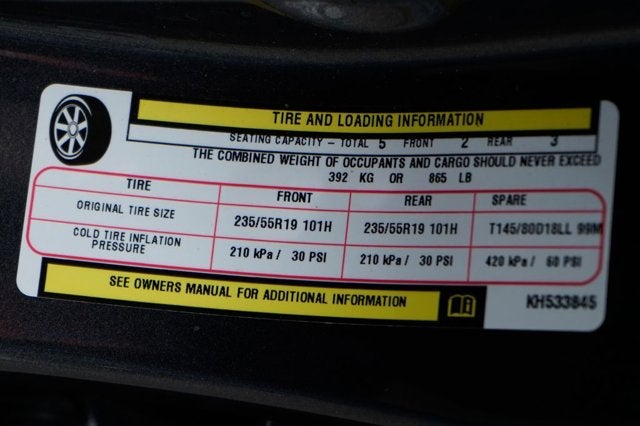 TIRE AND LOADING INFORMATION
SEATING CAPACITY – TOTAL 5 FRONT 2 REAR 3
THE COMBINED WEIGHT OF OCCUPANTS AND CARGO SHOULD NEVER EXCEED
392 KG OR 865 LB
TIRE FRONT REAR SPARE
ORIGINAL TIRE SIZE 235/55R19 101H 235/55R19 101H T145/80D18LL 99M
COLD TIRE INFLATION PRESSURE 210 kPa / 30 PSI 210 kPa / 30 PSI 420 kPa / 60 PSI
SEE OWNERS MANUAL FOR ADDITIONAL INFORMATION
KH533845